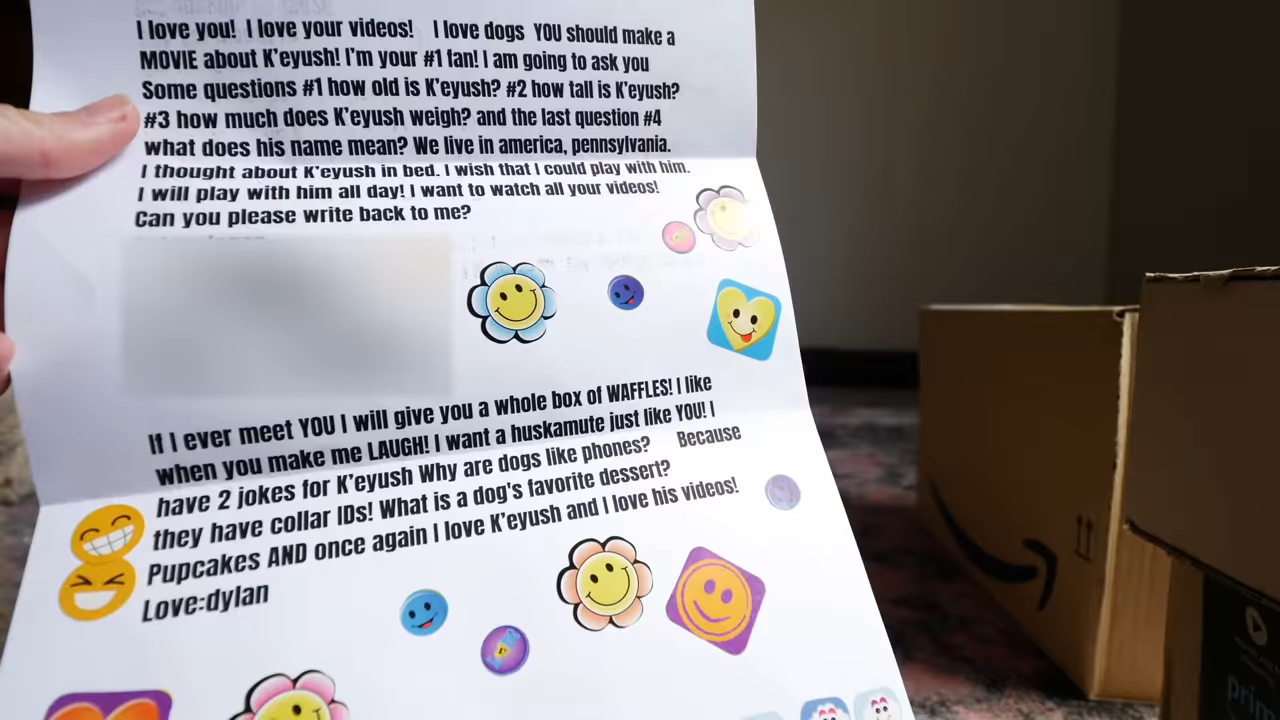 I love you! I love your videos! I love dogs YOU should make a
MOVIE about K'eyush! I'm your #1 fan! I am going to ask you
Some questions #1 how old is K'eyush? #2 how tall is K'eyush?
#3 how much does K'eyush weigh? and the last question #4
what does his name mean? We live in america, pennsylvania.
I thought about K'eyush in bed. I wish that I could play with him.
I will play with him all day! I want to watch all your videos!
Can you please write back to me?
If I ever meet YOU I will give you a whole box of WAFFLES! I like
when you make me LAUGH! I want a huskamute just like YOU! I
have 2 jokes for K'eyush Why are dogs like phones? Because
they have collar IDs! What is a dog's favorite dessert?
Pupcakes AND once again I love K'eyush and I love his videos!
Love:dylan
prim